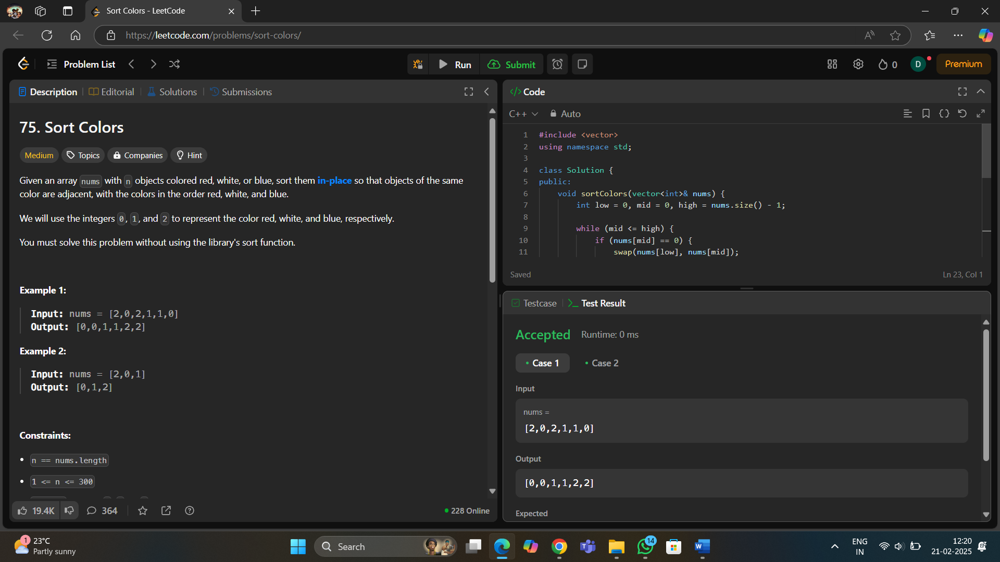 Sort Colors - LeetCode
https://leetcode.com/problems/sort-colors/
Problem List
Run
Submit
0
D
Premium
Description
Editorial
Solutions
Submissions
75. Sort Colors
Medium
Topics
Companies
Hint
Given an array nums with n objects colored red, white, or blue, sort them in-place so that objects of the same
color are adjacent, with the colors in the order red, white, and blue.
We will use the integers 0, 1, and 2 to represent the color red, white, and blue, respectively.
You must solve this problem without using the library's sort function.
Example 1:
Input: nums = [2,0,2,1,1,0]
Output: [0,0,1,1,2,2]
Example 2:
Input: nums = [2,0,1]
Output: [0,1,2]
Constraints:
• n == nums.length
• 1 <= n <= 300
19.4K
364
228 Online
</> Code
C++
Auto
1 #include <vector>
2 using namespace std;
3
4 class Solution {
5 public:
6 void sortColors(vector<int>& nums) {
7 int low = 0, mid = 0, high = nums.size() - 1;
8
9 while (mid <= high) {
10 if (nums[mid] == 0) {
11 swap(nums[low], nums[mid]);
Saved
Ln 23, Col 1
Testcase
>_ Test Result
Accepted
Runtime: 0 ms
• Case 1
• Case 2
Input
nums =
[2,0,2,1,1,0]
Output
[0,0,1,1,2,2]
Expected
1
23°C
Partly sunny
Search
14
ENG
IN
12:20
21-02-2025